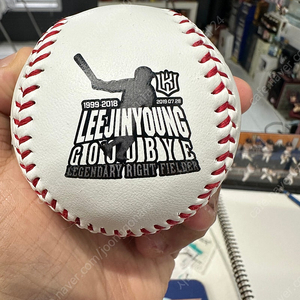 1999-2018
2019.07.28
LEEJINYOUNG
GOODBYE
LEGENDARY RIGHT FIELDER